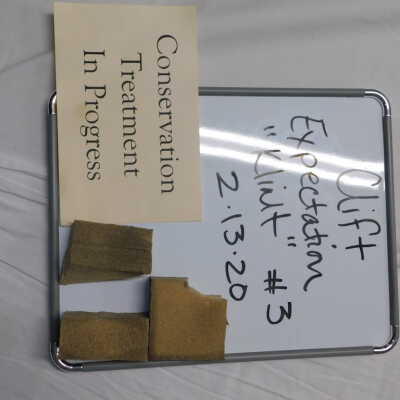 Conservation
Treatment
In Progress
Clift
Expectation
"Klint" #3
2.13.20